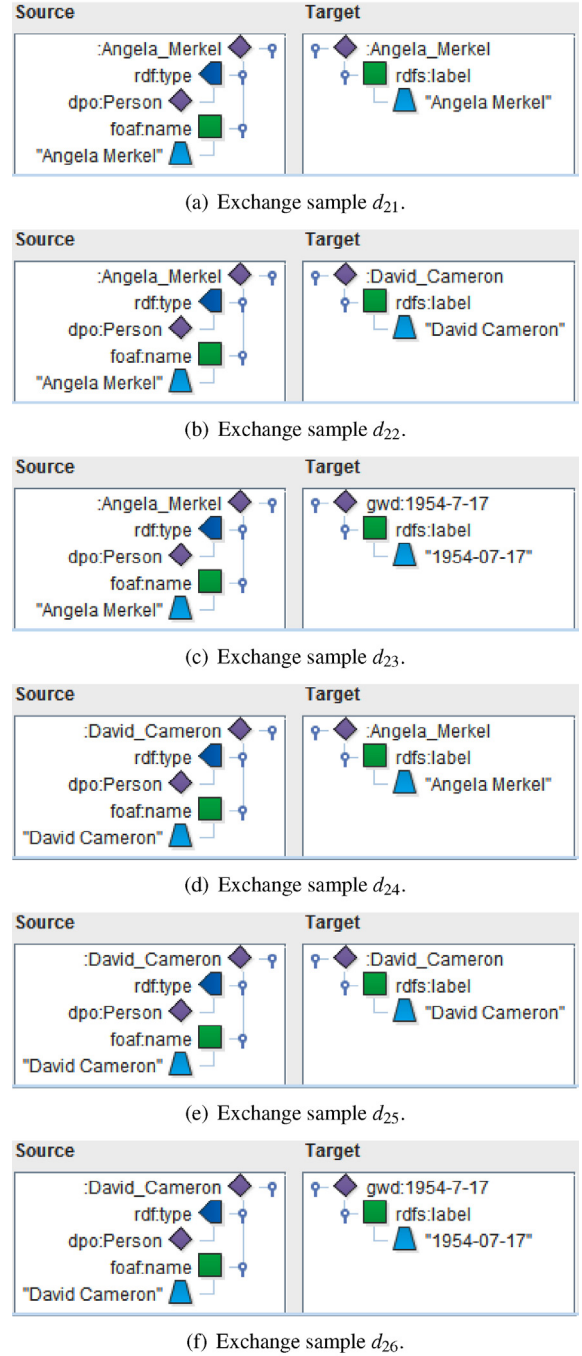 Source Target
:Angela_Merkel :Angela_Merkel
rdf:type rdfs:label
dpo:Person "Angela Merkel"
foaf:name
"Angela Merkel"
(a) Exchange sample d21.
Source Target
:Angela_Merkel :David_Cameron
rdf:type rdfs:label
dpo:Person "David Cameron"
foaf:name
"Angela Merkel"
(b) Exchange sample d22.
Source Target
:Angela_Merkel gwd:1954-7-17
rdf:type rdfs:label
dpo:Person "1954-07-17"
foaf:name
"Angela Merkel"
(c) Exchange sample d23.
Source Target
:David_Cameron :Angela_Merkel
rdf:type rdfs:label
dpo:Person "Angela Merkel"
foaf:name
"David Cameron"
(d) Exchange sample d24.
Source Target
:David_Cameron :David_Cameron
rdf:type rdfs:label
dpo:Person "David Cameron"
foaf:name
"David Cameron"
(e) Exchange sample d25.
Source Target
:David_Cameron gwd:1954-7-17
rdf:type rdfs:label
dpo:Person "1954-07-17"
foaf:name
"David Cameron"
(f) Exchange sample d26.